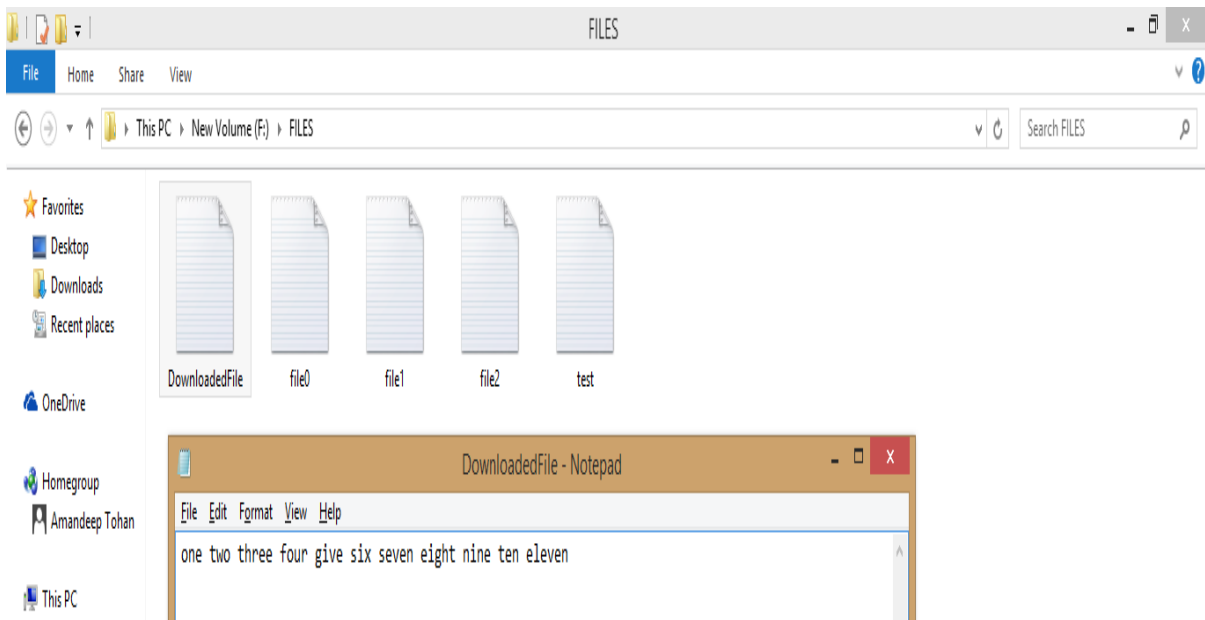 FILES
File Home Share View
This PC New Volume (F:) FILES
Search FILES
Favorites
Desktop
Downloads
Recent places
OneDrive
Homegroup
Amandeep Tohan
This PC
DownloadedFile file0 file1 file2 test
DownloadedFile - Notepad
File Edit Format View Help
one two three four give six seven eight nine ten eleven